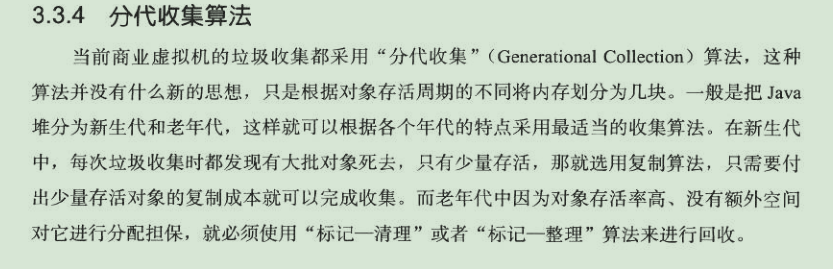 3.3.4 分代收集算法
当前商业虚拟机的垃圾收集都采用“分代收集”（Generational Collection）算法，这种
算法并没有什么新的思想，只是根据对象存活周期的不同将内存划分为几块。一般是把 Java
堆分为新生代和老年代，这样就可以根据各个年代的特点采用最适当的收集算法。在新生代
中，每次垃圾收集时都发现有大批对象死去，只有少量存活，那就选用复制算法，只需要付
出少量存活对象的复制成本就可以完成收集。而老年代中因为对象存活率高、没有额外空间
对它进行分配担保，就必须使用“标记—清理”或者“标记—整理”算法来进行回收。